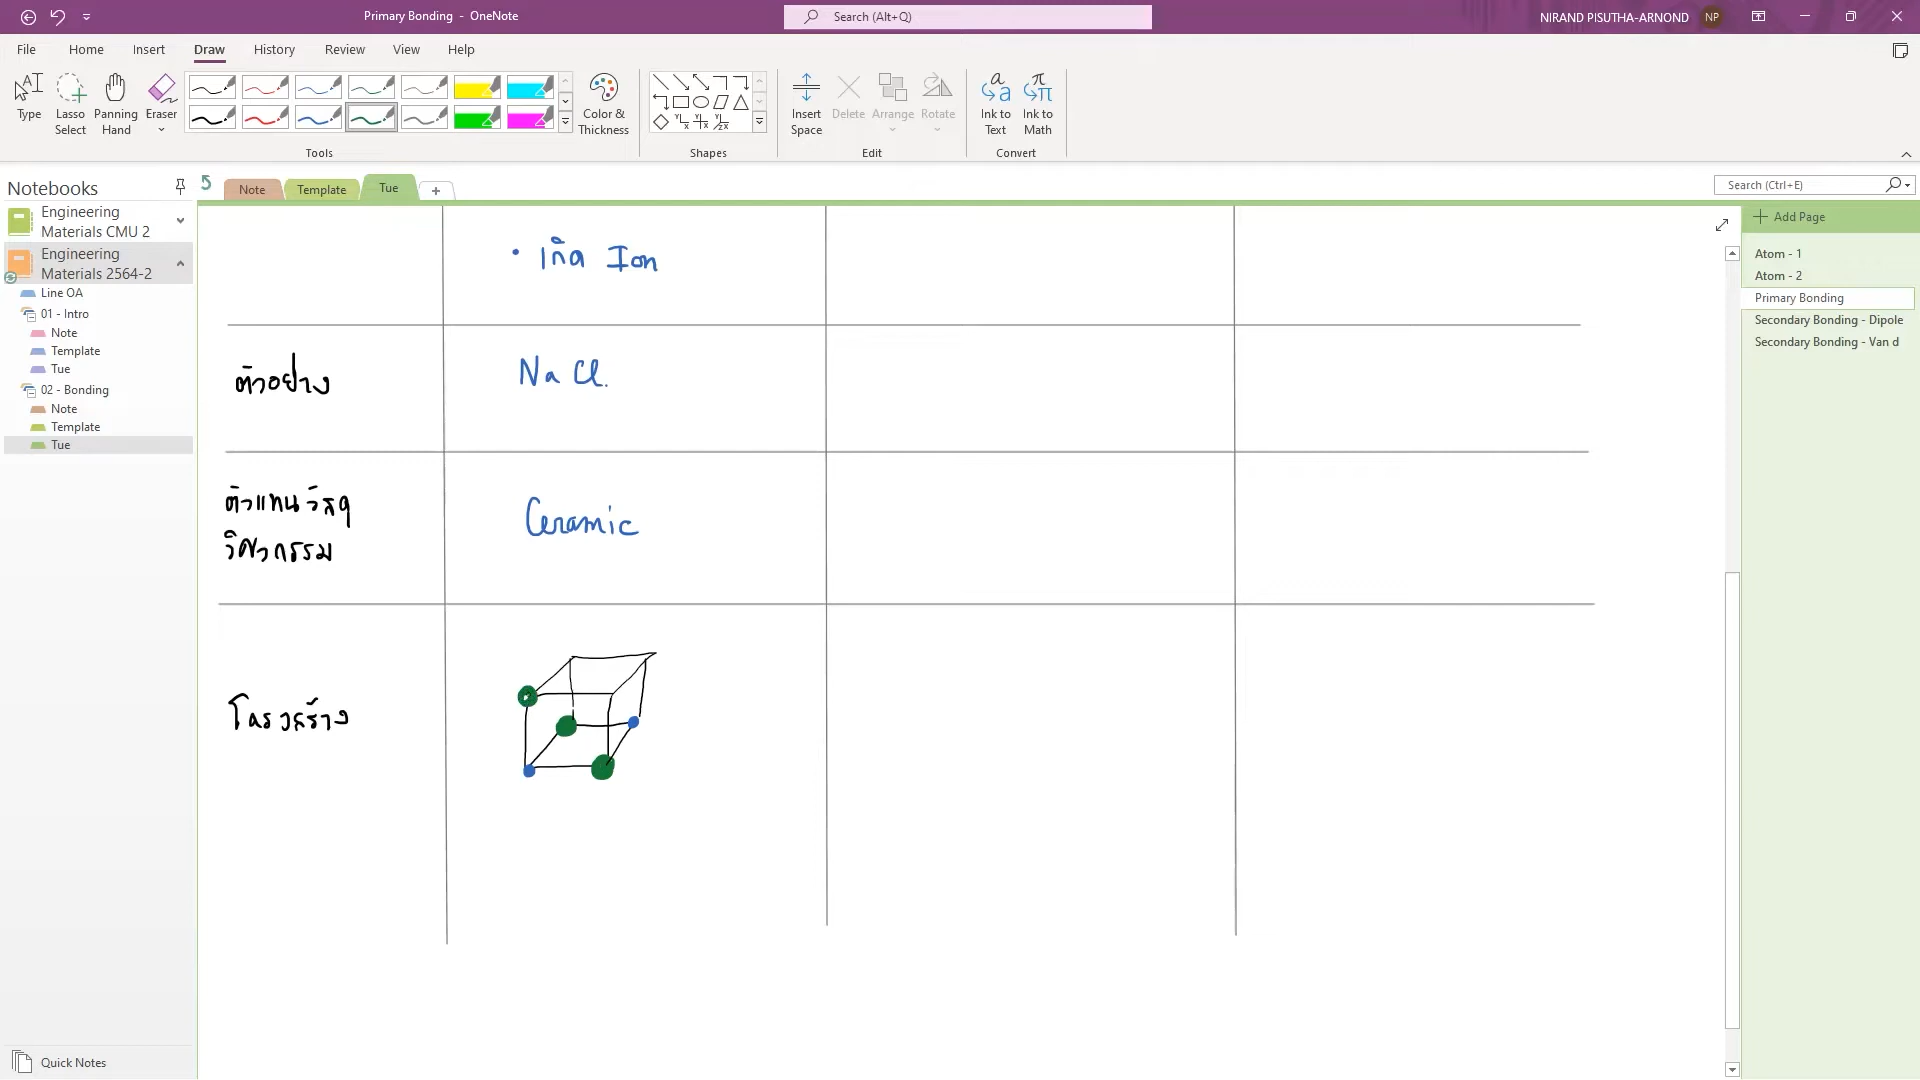 Primary Bonding - OneNote
Search (Alt+Q)
NIRAND PISUTHA-ARNOND NP
File Home Insert Draw History Review View Help
Type
Lasso Select
Panning Hand
Eraser
Color & Thickness
Insert Space
Delete
Arrange
Rotate
Ink to Text
Ink to Math
Tools
Shapes
Edit
Convert
Notebooks
Note
Template
Tue
Search (Ctrl+E)
Engineering
Materials CMU 2
Engineering
Materials 2564-2
Line OA
01 - Intro
Note
Template
Tue
02 - Bonding
Note
Template
Tue
Quick Notes
• เกิด Ion
ตัวอย่าง
NaCl.
ตัวแทนวัสดุ
วิศวกรรม
Ceramic
โครงสร้าง
Add Page
Atom - 1
Atom - 2
Primary Bonding
Secondary Bonding - Dipole
Secondary Bonding - Van d